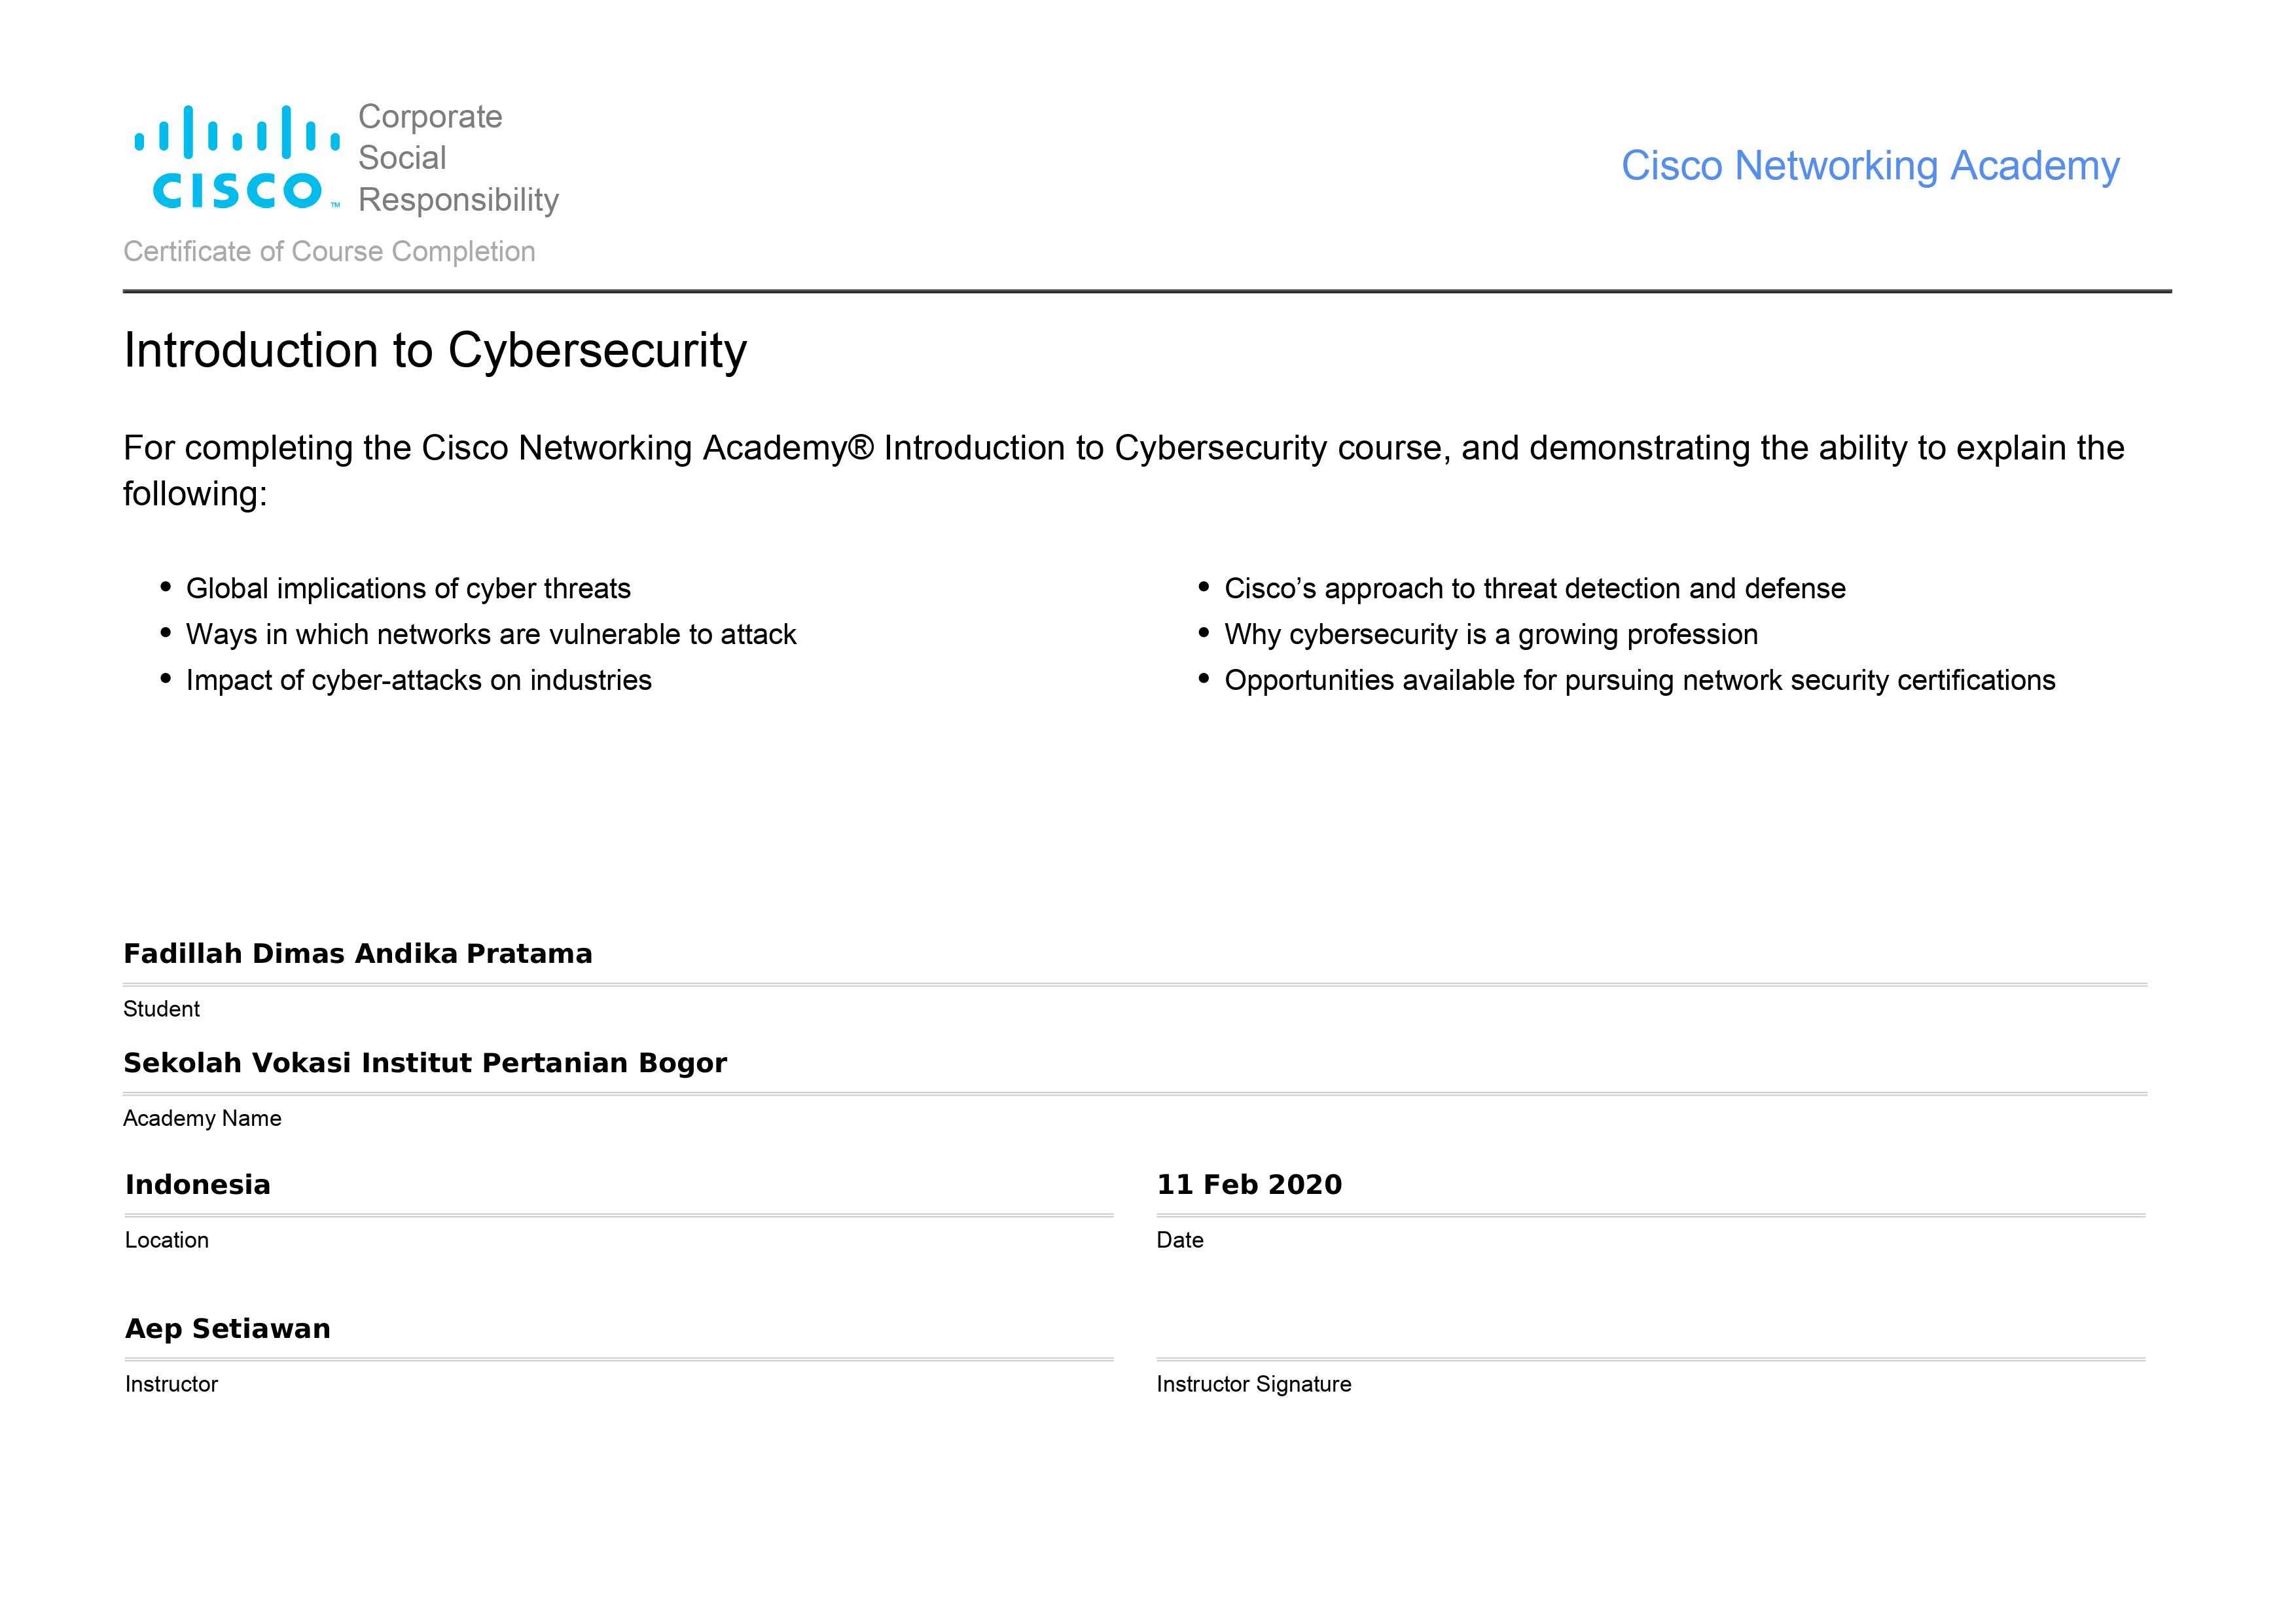 Corporate
Social
Responsibility
CISCO™
Cisco Networking Academy
Certificate of Course Completion
Introduction to Cybersecurity
For completing the Cisco Networking Academy® Introduction to Cybersecurity course, and demonstrating the ability to explain the
following:
• Global implications of cyber threats
• Ways in which networks are vulnerable to attack
• Impact of cyber-attacks on industries
• Cisco’s approach to threat detection and defense
• Why cybersecurity is a growing profession
• Opportunities available for pursuing network security certifications
Fadillah Dimas Andika Pratama
Student
Sekolah Vokasi Institut Pertanian Bogor
Academy Name
Indonesia
Location
11 Feb 2020
Date
Aep Setiawan
Instructor
Instructor Signature